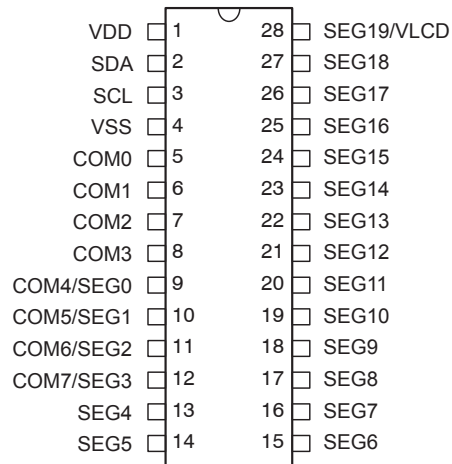 VDD 1 28 SEG19/VLCD
SDA 2 27 SEG18
SCL 3 26 SEG17
VSS 4 25 SEG16
COM0 5 24 SEG15
COM1 6 23 SEG14
COM2 7 22 SEG13
COM3 8 21 SEG12
COM4/SEG0 9 20 SEG11
COM5/SEG1 10 19 SEG10
COM6/SEG2 11 18 SEG9
COM7/SEG3 12 17 SEG8
SEG4 13 16 SEG7
SEG5 14 15 SEG6